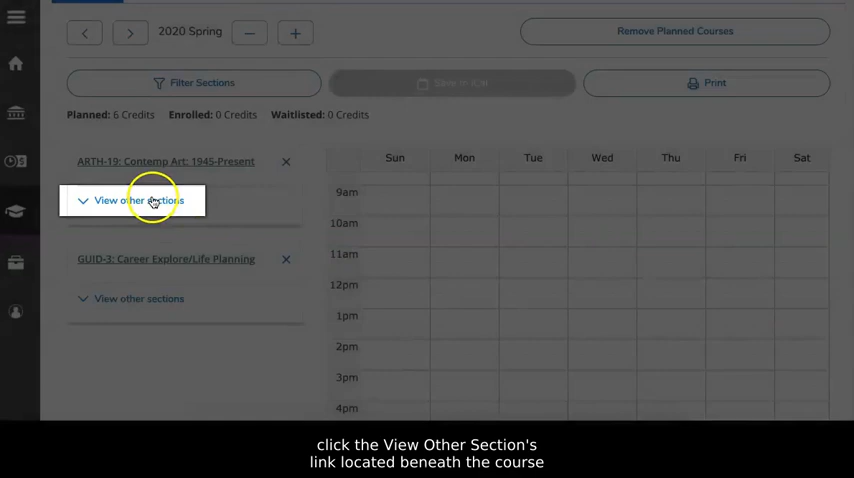 2020 Spring
Remove Planned Courses
Filter Sections
Print
Planned: 6 Credits Enrolled: 0 Credits Waitlisted: 0 Credits
ARTH-19: Contemp Art: 1945-Present
View other sections
GUID-3: Career Explore/Life Planning
View other sections
Sun Mon Tue Wed Thu Fri Sat
9am
10am
11am
12pm
1pm
2pm
3pm
4pm
click the View Other Section's
link located beneath the course